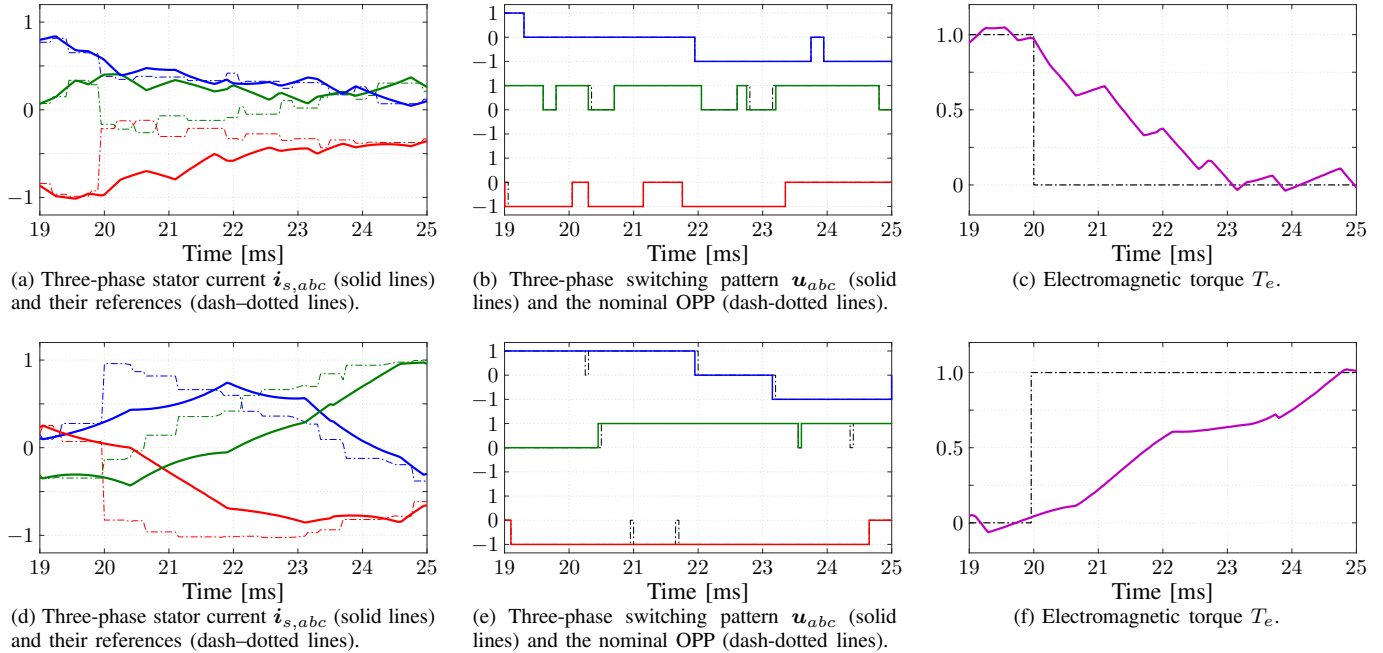 1
0
−1
19 20 21 22 23 24 25
Time [ms]
(a) Three-phase stator current i_{s,abc} (solid lines)
and their references (dash–dotted lines).
1
0
−1
1
0
−1
1
0
−1
19 20 21 22 23 24 25
Time [ms]
(b) Three-phase switching pattern u_{abc} (solid
lines) and the nominal OPP (dash-dotted lines).
1.0
0.5
0
19 20 21 22 23 24 25
Time [ms]
(c) Electromagnetic torque T_e.
1
0
−1
19 20 21 22 23 24 25
Time [ms]
(d) Three-phase stator current i_{s,abc} (solid lines)
and their references (dash–dotted lines).
1
0
−1
1
0
−1
1
0
−1
19 20 21 22 23 24 25
Time [ms]
(e) Three-phase switching pattern u_{abc} (solid
lines) and the nominal OPP (dash-dotted lines).
1.0
0.5
0
19 20 21 22 23 24 25
Time [ms]
(f) Electromagnetic torque T_e.